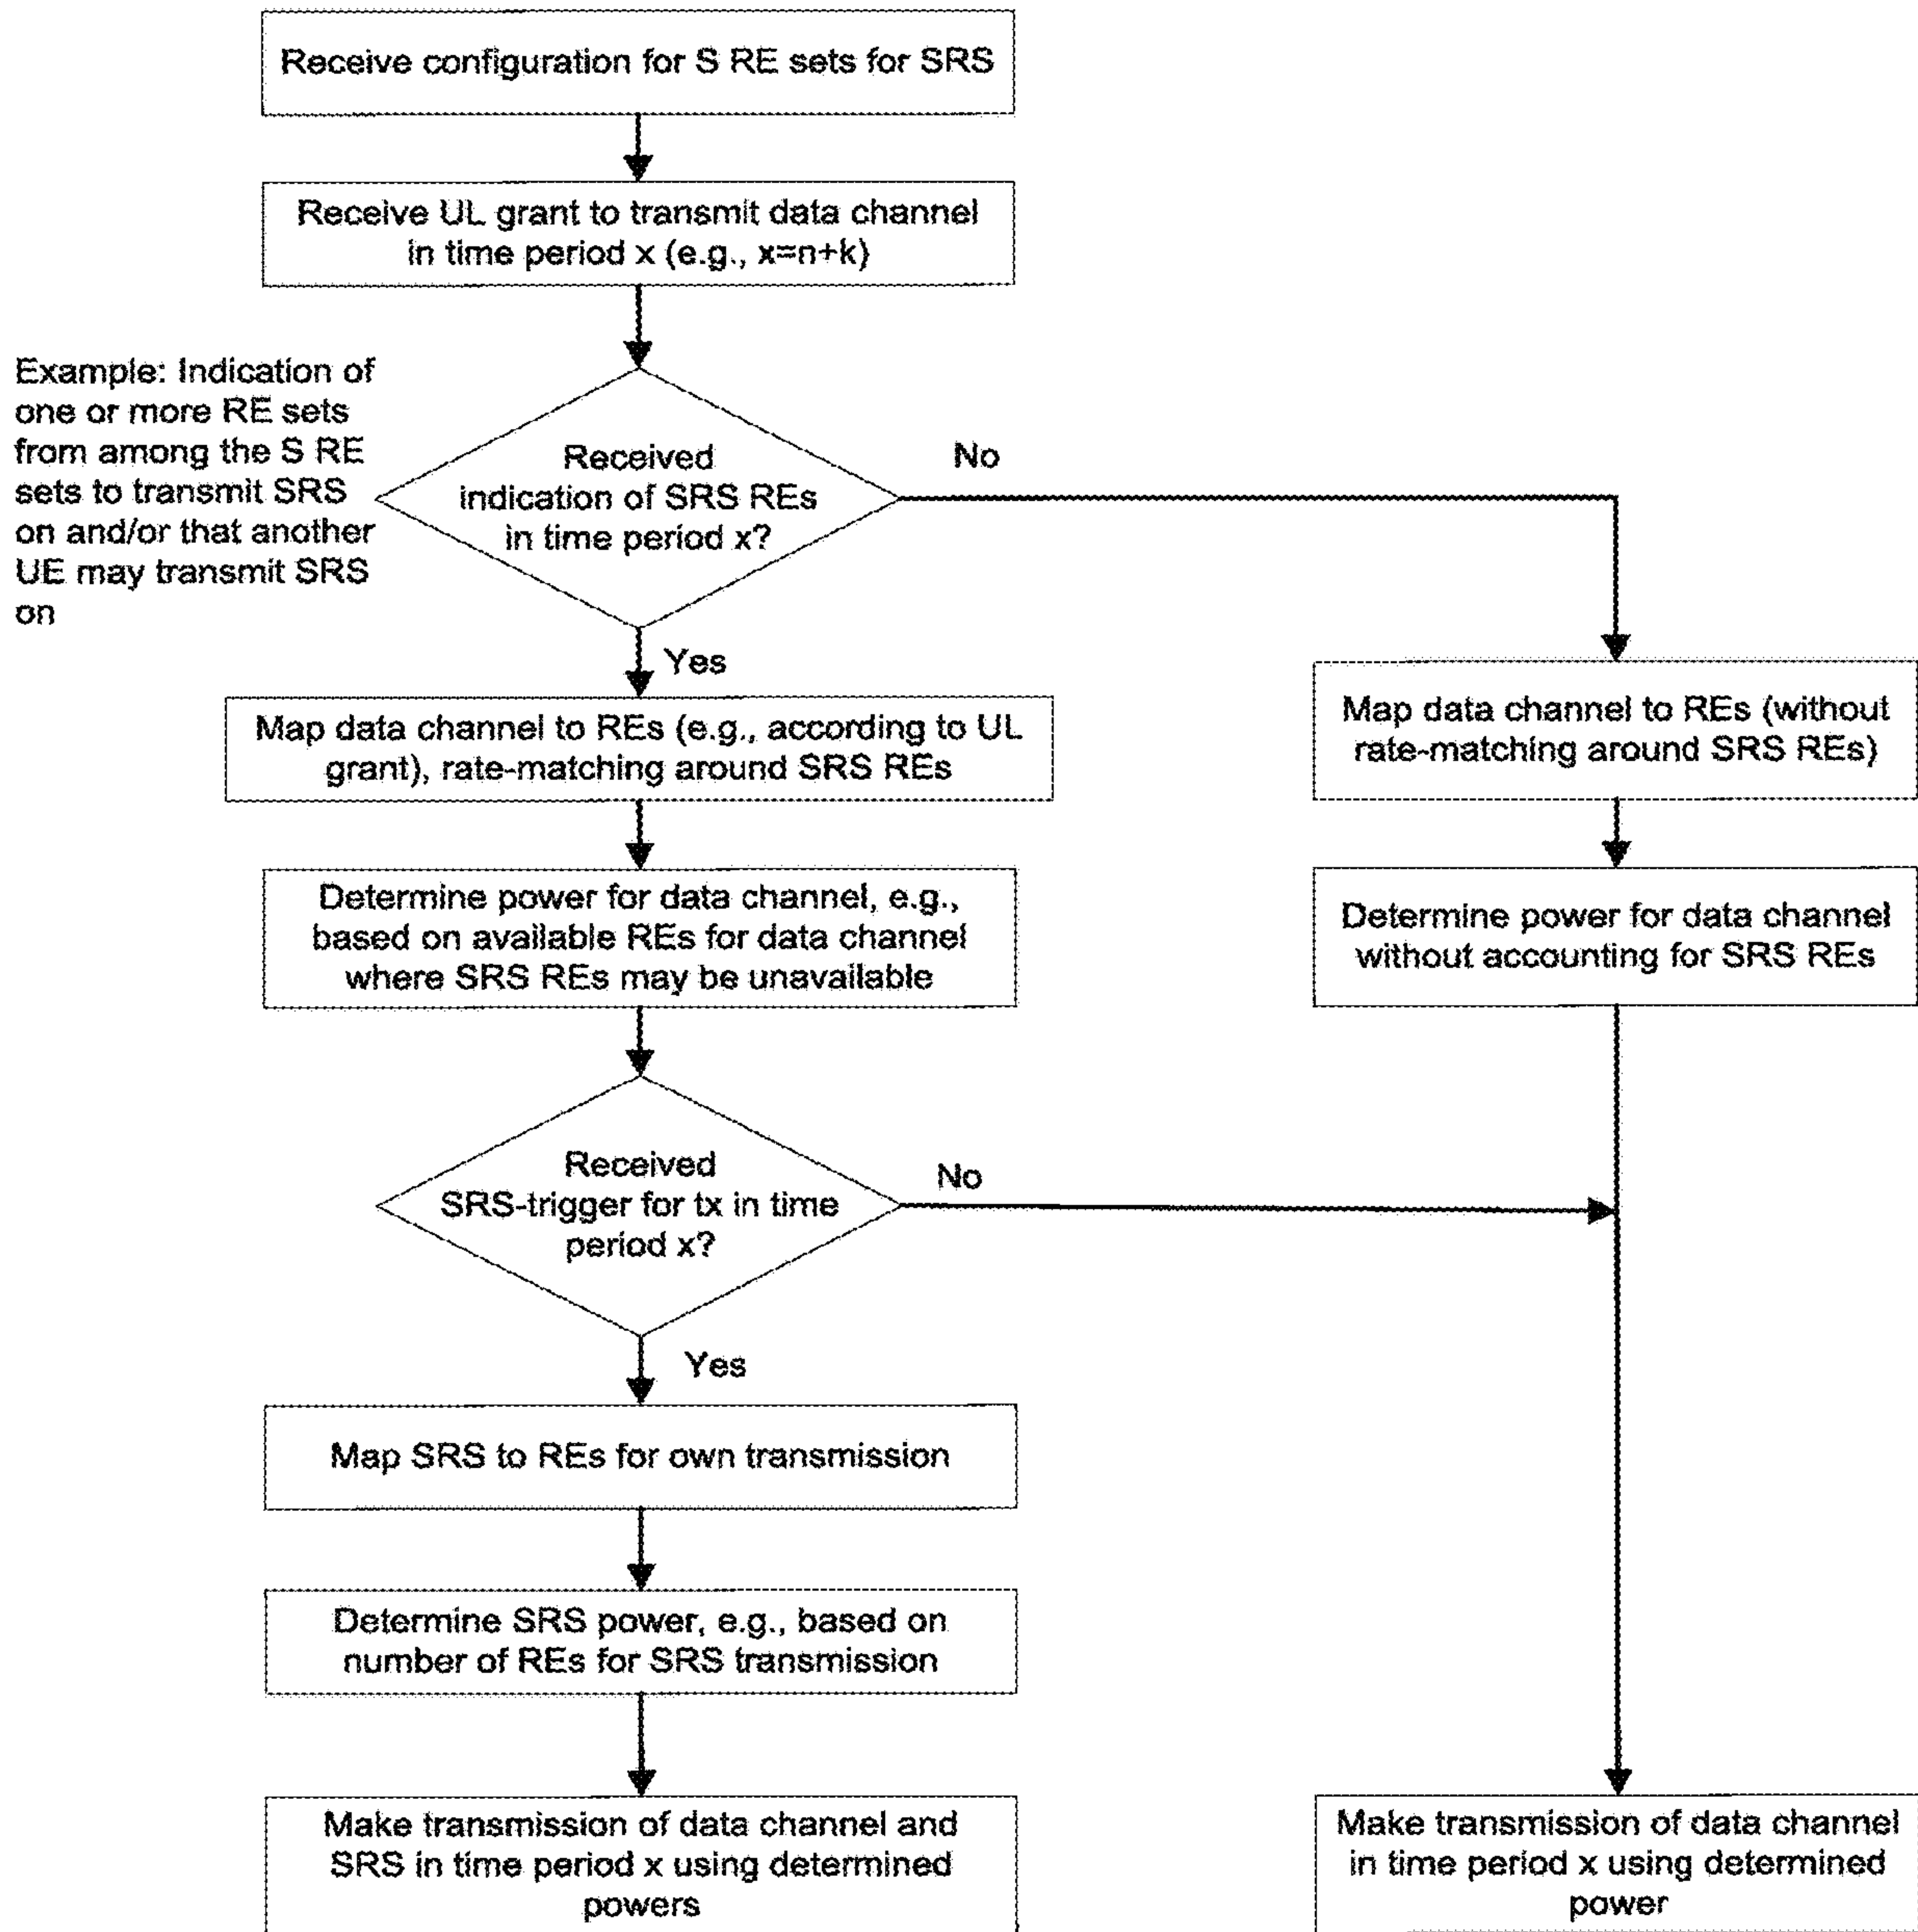 Receive configuration for S RE sets for SRS
Receive UL grant to transmit data channel
in time period x (e.g., x=n+k)
Example: Indication of
one or more RE sets
from among the S RE
sets to transmit SRS
on and/or that another
UE may transmit SRS
on
Received
indication of SRS REs
in time period x?
No
Yes
Map data channel to REs (e.g., according to UL
grant), rate-matching around SRS REs
Map data channel to REs (without
rate-matching around SRS REs)
Determine power for data channel, e.g.,
based on available REs for data channel
where SRS REs may be unavailable
Determine power for data channel
without accounting for SRS REs
Received
SRS-trigger for tx in time
period x?
No
Yes
Map SRS to REs for own transmission
Determine SRS power, e.g., based on
number of REs for SRS transmission
Make transmission of data channel and
SRS in time period x using determined
powers
Make transmission of data channel
in time period x using determined
power